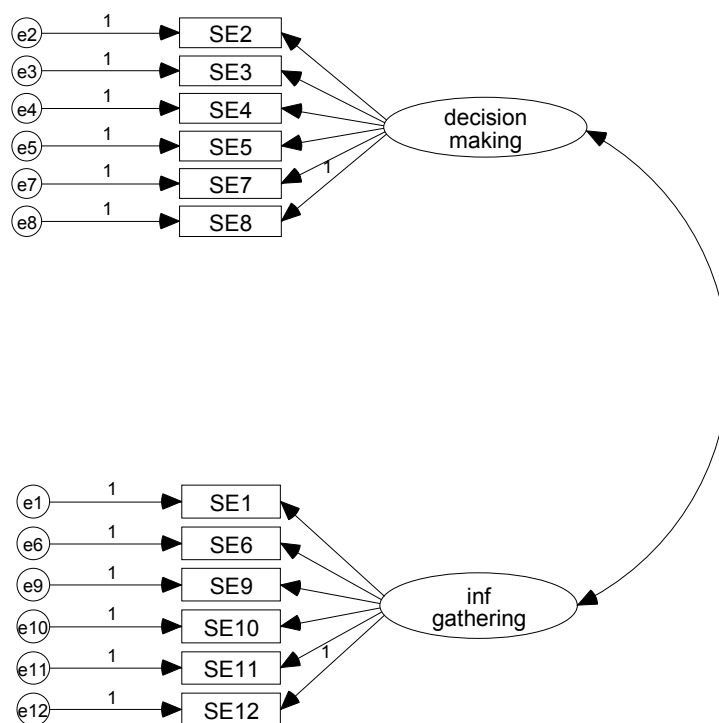 e2 1 SE2
e3 1 SE3
e4 1 SE4
decision
making
e5 1 SE5
e7 1 SE7 1
e8 1 SE8
e1 1 SE1
e6 1 SE6
e9 1 SE9
inf
gathering
e10 1 SE10
e11 1 SE11 1
e12 1 SE12